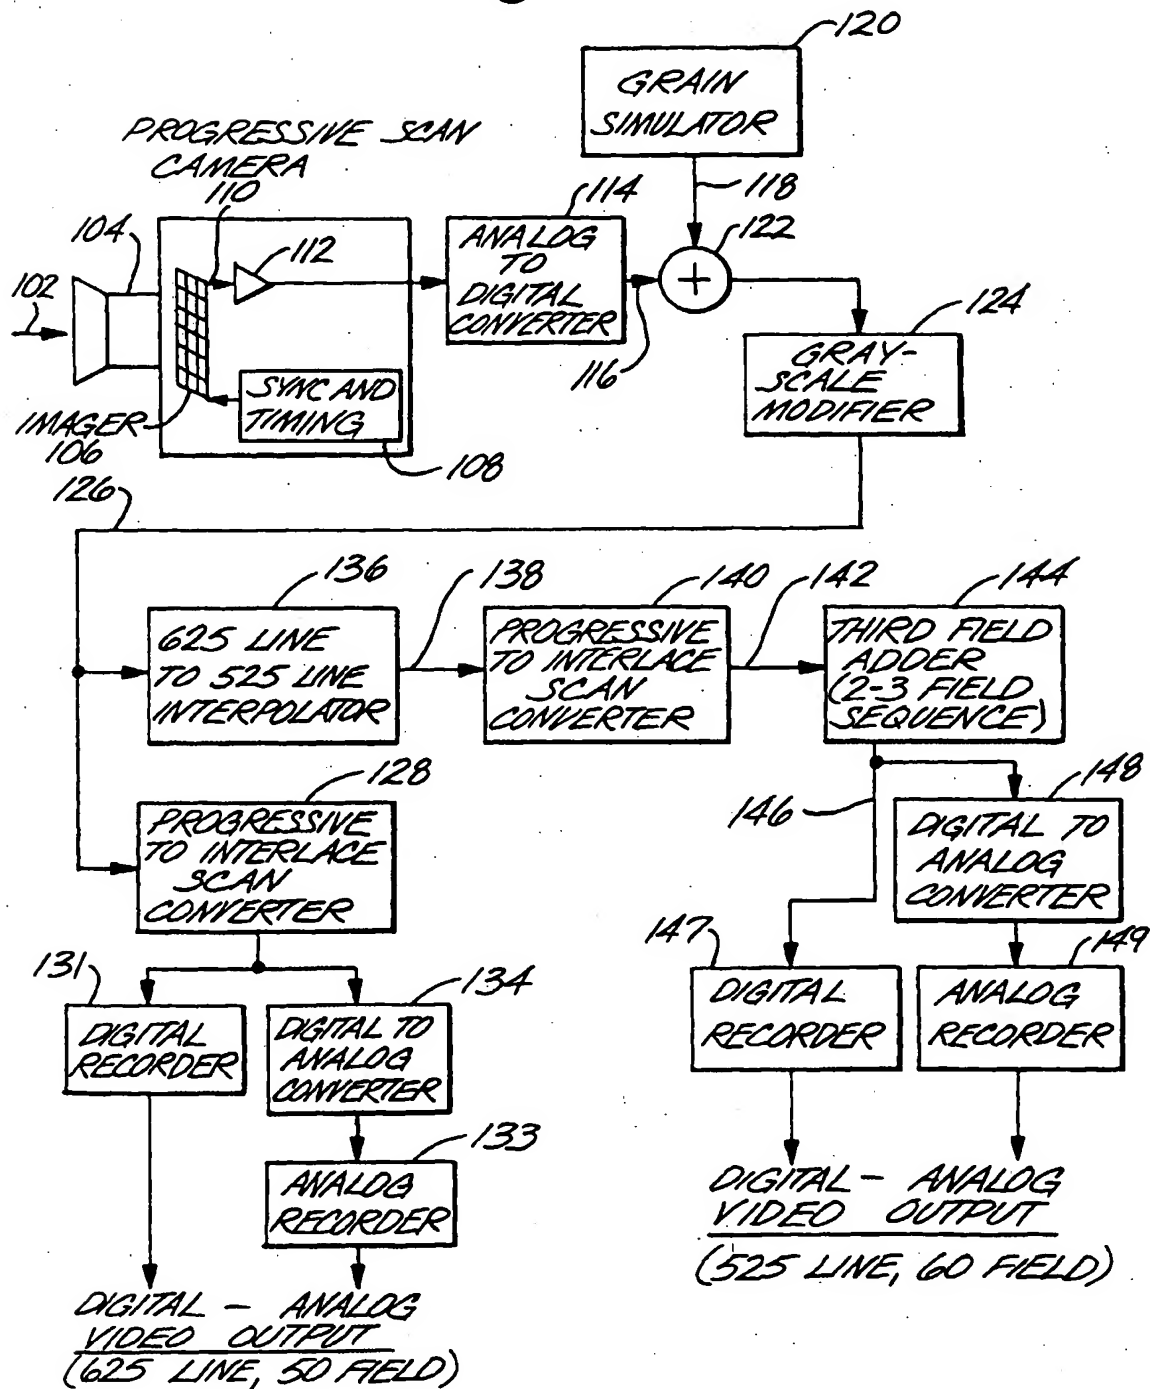 120
GRAIN
SIMULATOR
PROGRESSIVE SCAN
CAMERA
110
118
114
104
112
ANALOG
TO
DIGITAL
CONVERTER
122
+
102
116
124
GRAY-
SCALE
MODIFIER
SYNC AND
TIMING
IMAGER
106
108
126
136
138
140
142
144
625 LINE
TO 525 LINE
INTERPOLATOR
PROGRESSIVE
TO INTERLACE
SCAN
CONVERTER
THIRD FIELD
ADDER
(2-3 FIELD
SEQUENCE)
128
PROGRESSIVE
TO INTERLACE
SCAN
CONVERTER
146
148
DIGITAL TO
ANALOG
CONVERTER
131
134
147
149
DIGITAL
RECORDER
DIGITAL TO
ANALOG
CONVERTER
DIGITAL
RECORDER
ANALOG
RECORDER
133
ANALOG
RECORDER
DIGITAL - ANALOG
VIDEO OUTPUT
(525 LINE, 60 FIELD)
DIGITAL - ANALOG
VIDEO OUTPUT
(625 LINE, 50 FIELD)